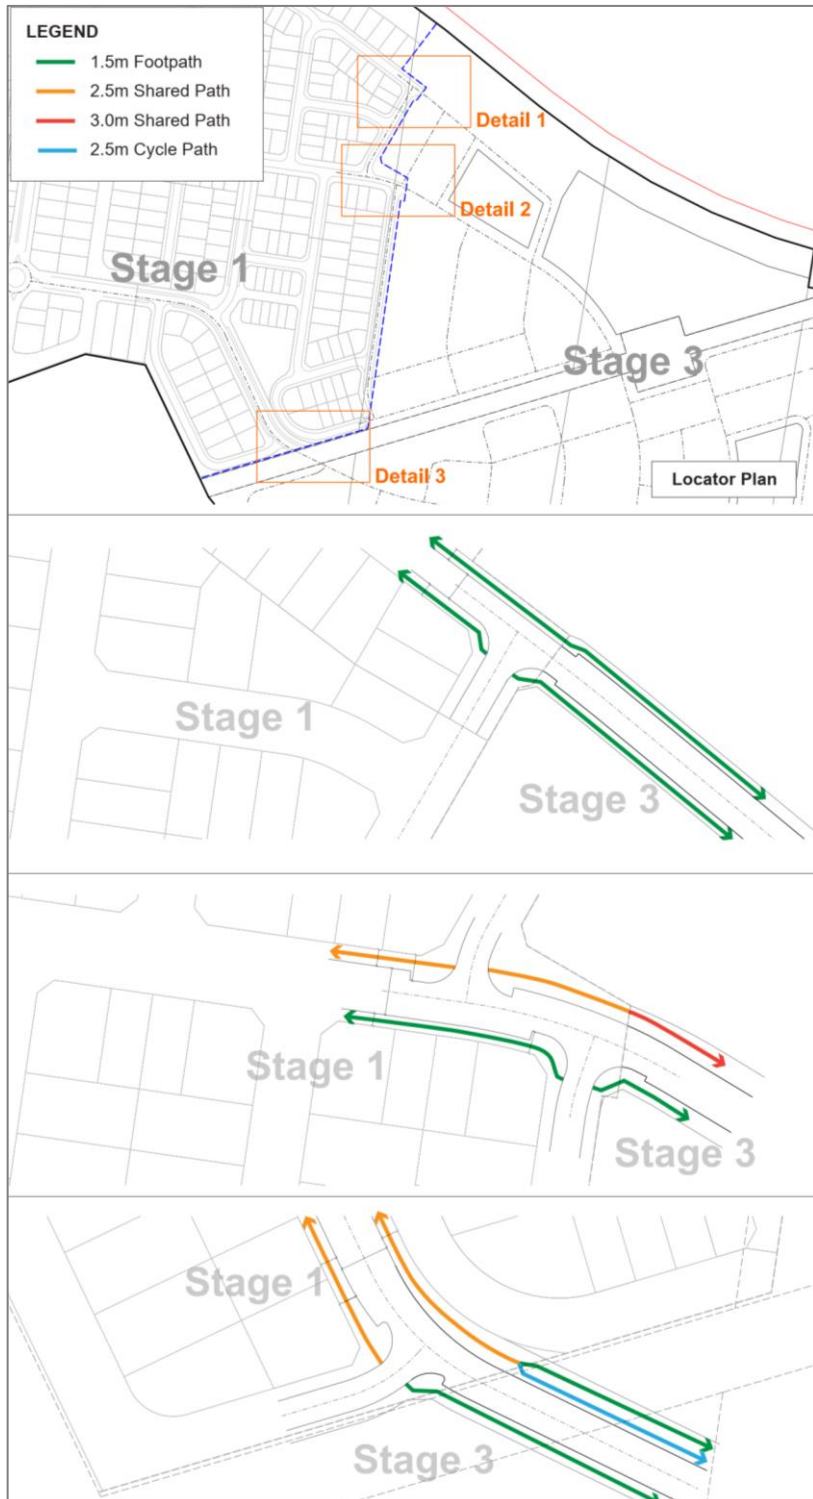 LEGEND
1.5m Footpath
2.5m Shared Path
3.0m Shared Path
2.5m Cycle Path
Detail 1
Detail 2
Stage 1
Stage 3
Detail 3
Locator Plan
Stage 1
Stage 3
Stage 1
Stage 3
Stage 1
Stage 3